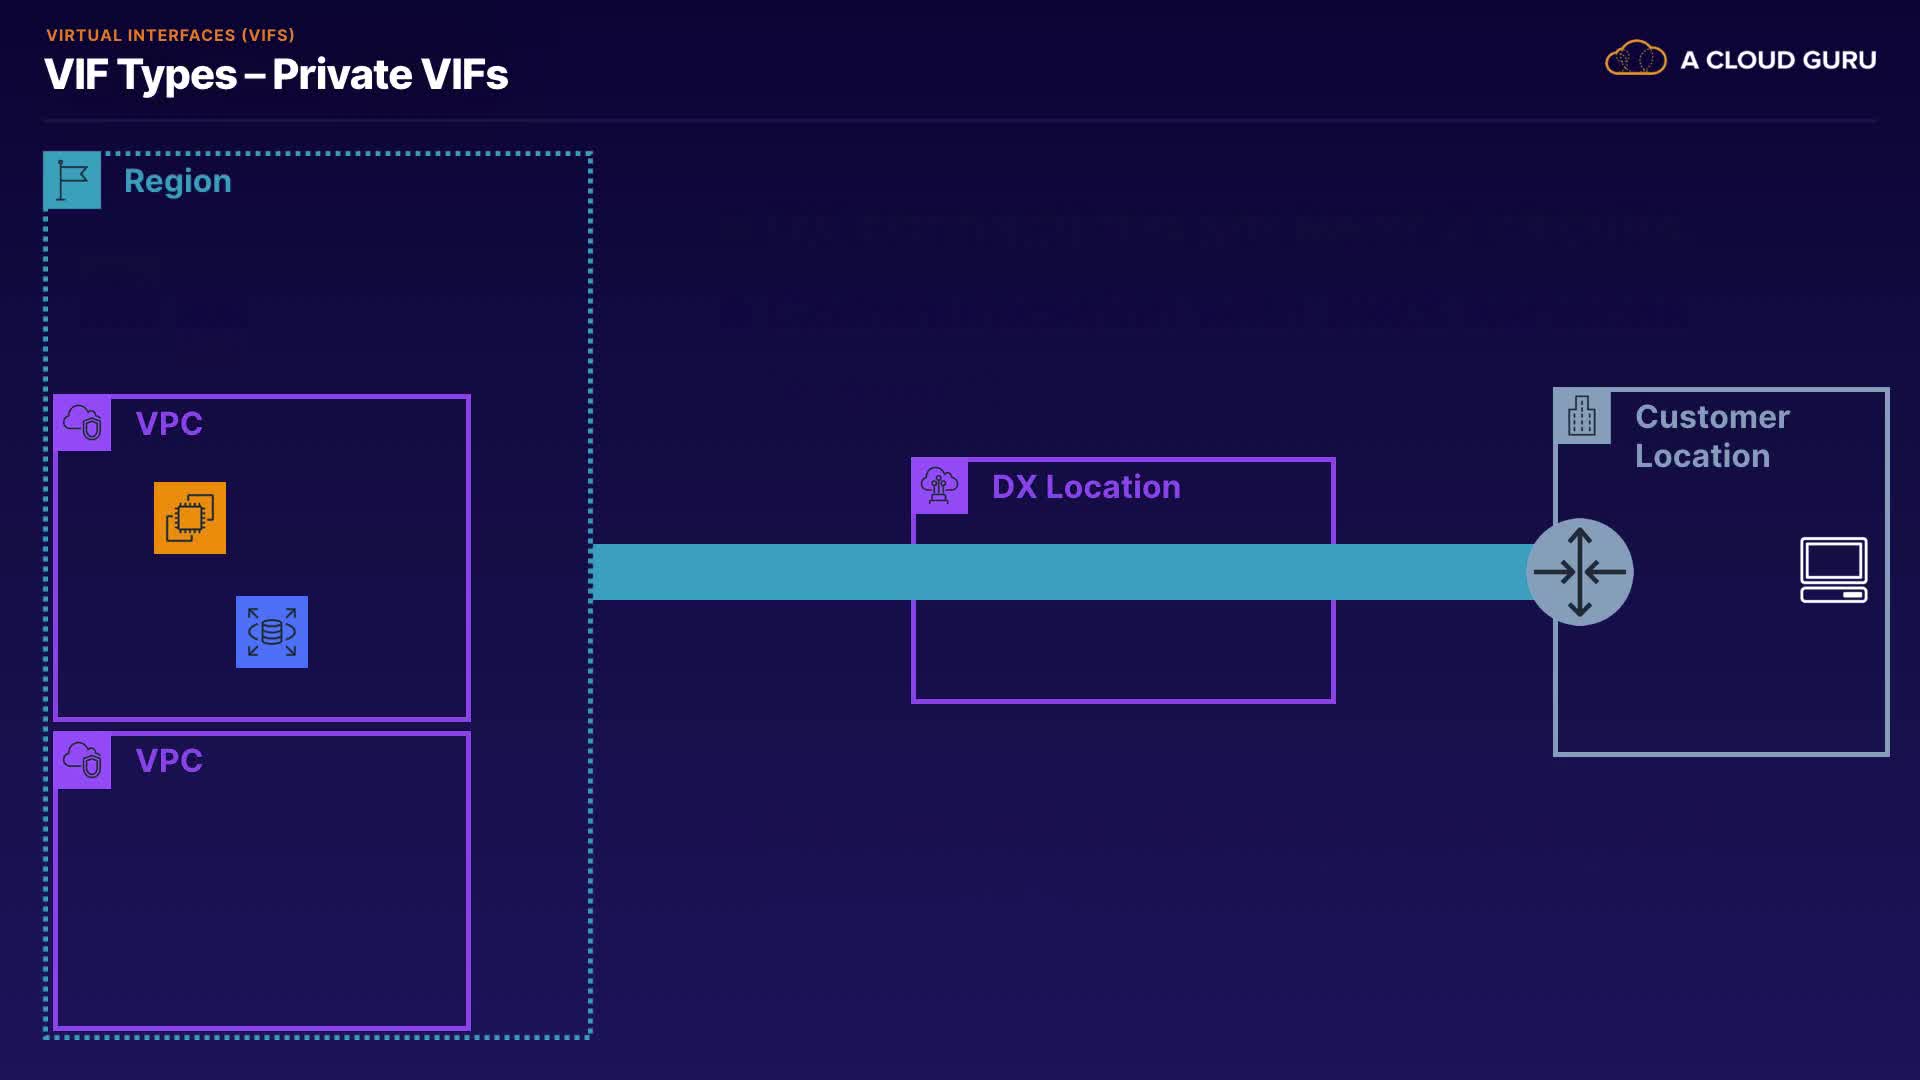 VIRTUAL INTERFACES (VIFS)
VIF Types – Private VIFs
A CLOUD GURU
Region
VPC
DX Location
Customer
Location
VPC